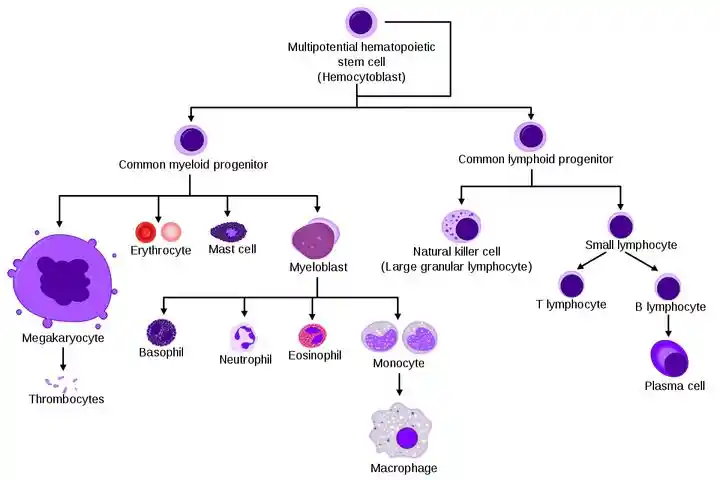 Multipotential hematopoietic
stem cell
(Hemocytoblast)
Common myeloid progenitor
Common lymphoid progenitor
Erythrocyte
Mast cell
Myeloblast
Natural killer cell
(Large granular lymphocyte)
Small lymphocyte
T lymphocyte
B lymphocyte
Megakaryocyte
Basophil
Neutrophil
Eosinophil
Monocyte
Plasma cell
Thrombocytes
Macrophage